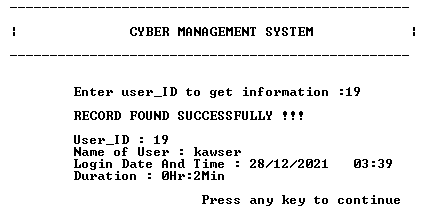 CYBER MANAGEMENT SYSTEM
Enter user_ID to get information :19
RECORD FOUND SUCCESSFULLY !!!
User_ID : 19
Name of User : kawser
Login Date And Time : 28/12/2021   03:39
Duration : 0Hr:2Min
Press any key to continue